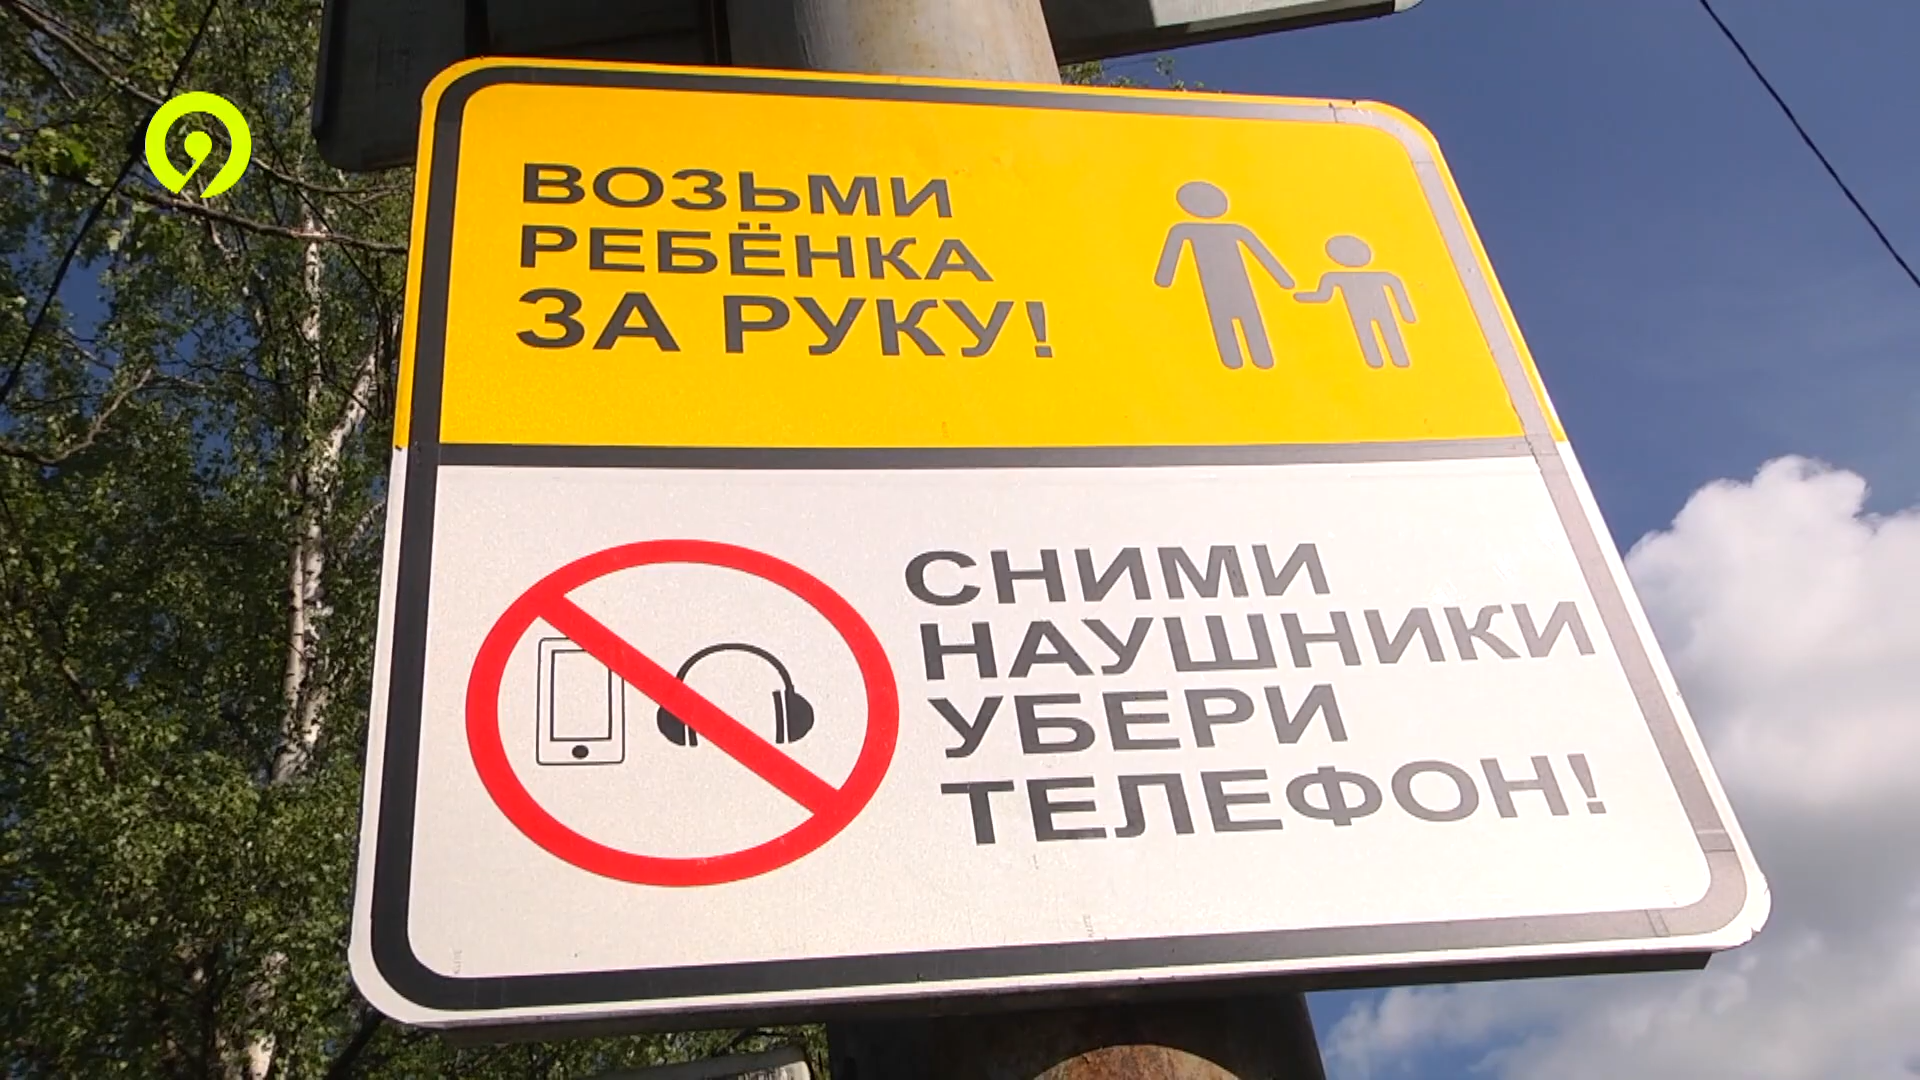 ВОЗЬМИ
РЕБЁНКА
ЗА РУКУ!
СНИМИ
НАУШНИКИ
УБЕРИ
ТЕЛЕФОН!